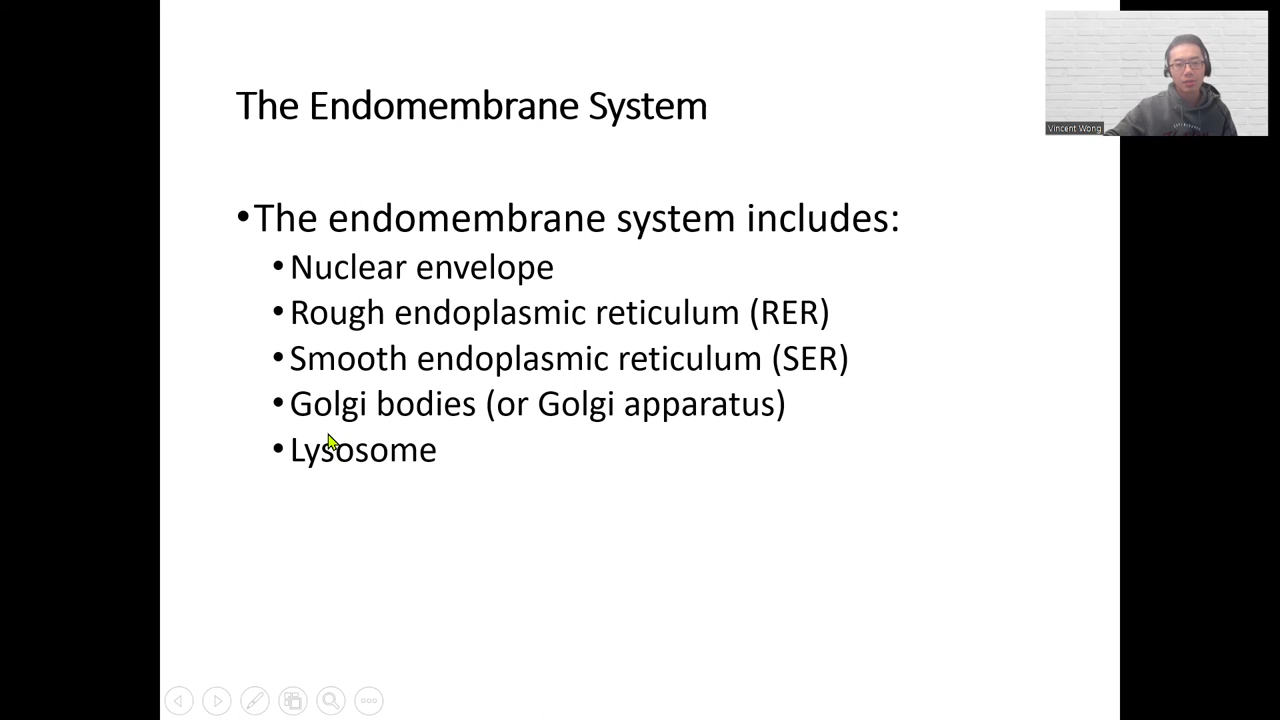 The Endomembrane System
Vincent Wong
•The endomembrane system includes:
•Nuclear envelope
•Rough endoplasmic reticulum (RER)
•Smooth endoplasmic reticulum (SER)
•Golgi bodies (or Golgi apparatus)
•Lysosome